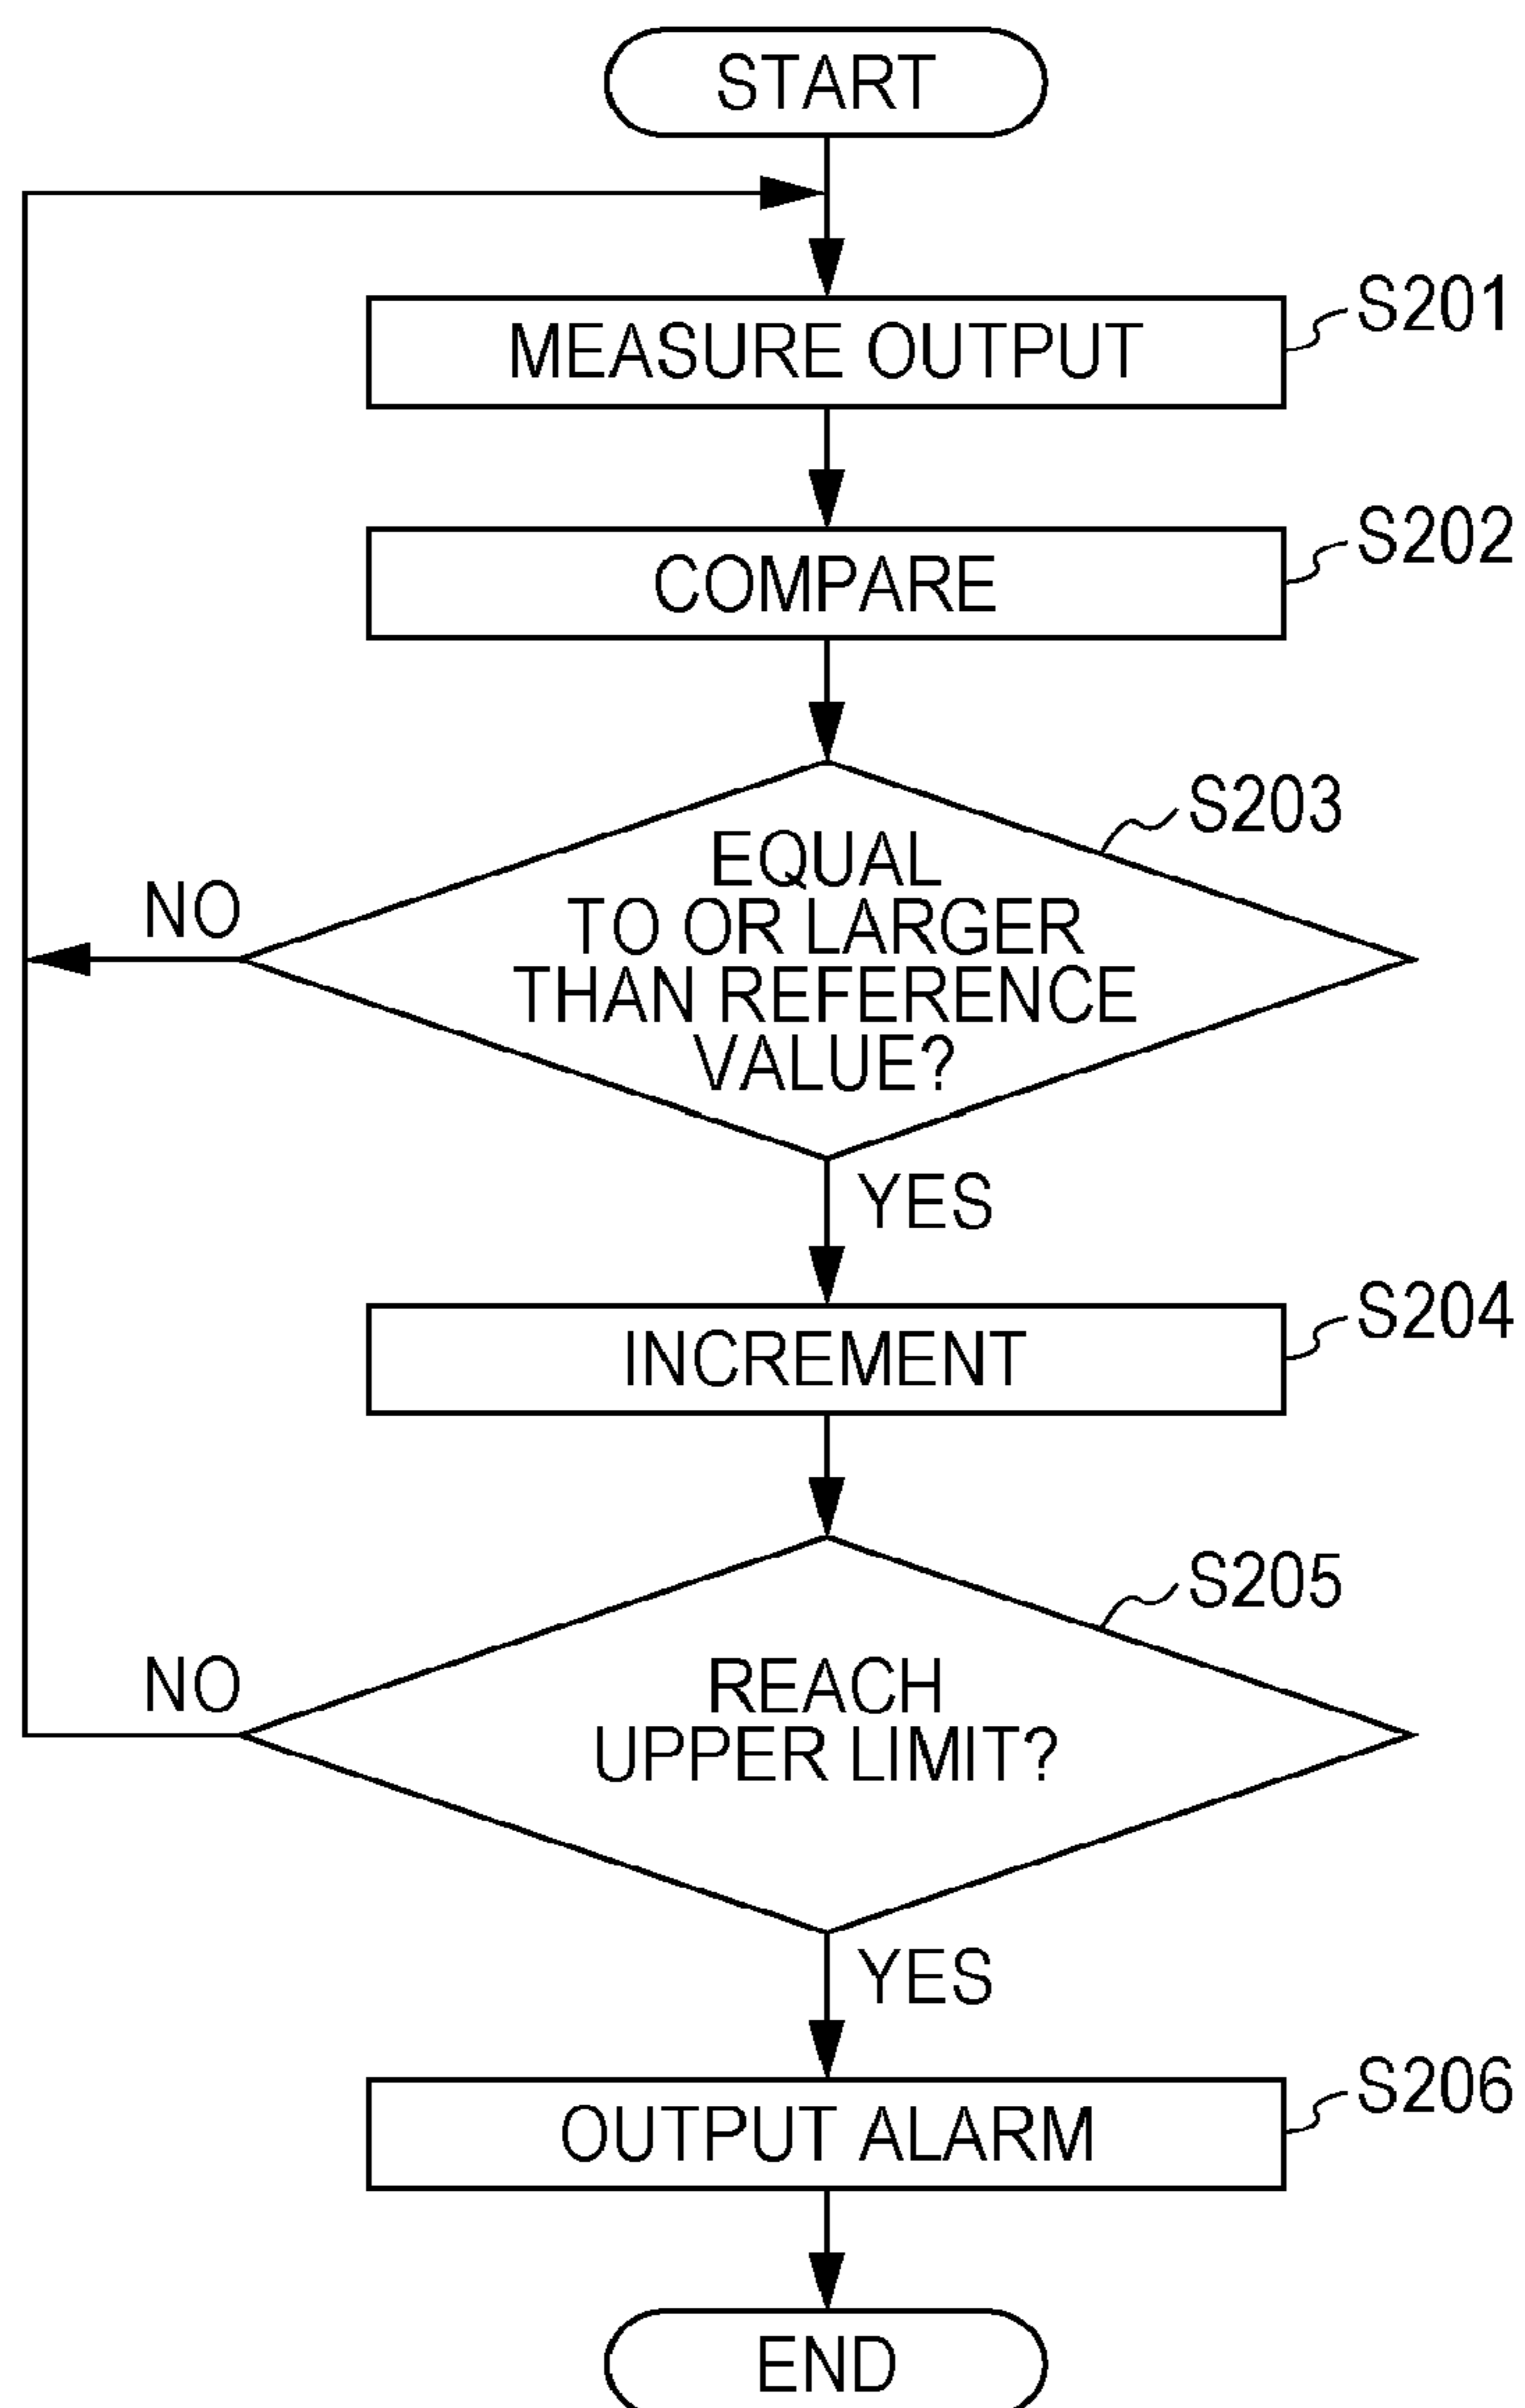 START
MEASURE OUTPUT
S201
COMPARE
S202
S203
EQUAL
TO OR LARGER
THAN REFERENCE
VALUE?
NO
YES
INCREMENT
S204
S205
REACH
UPPER LIMIT?
NO
YES
OUTPUT ALARM
S206
END